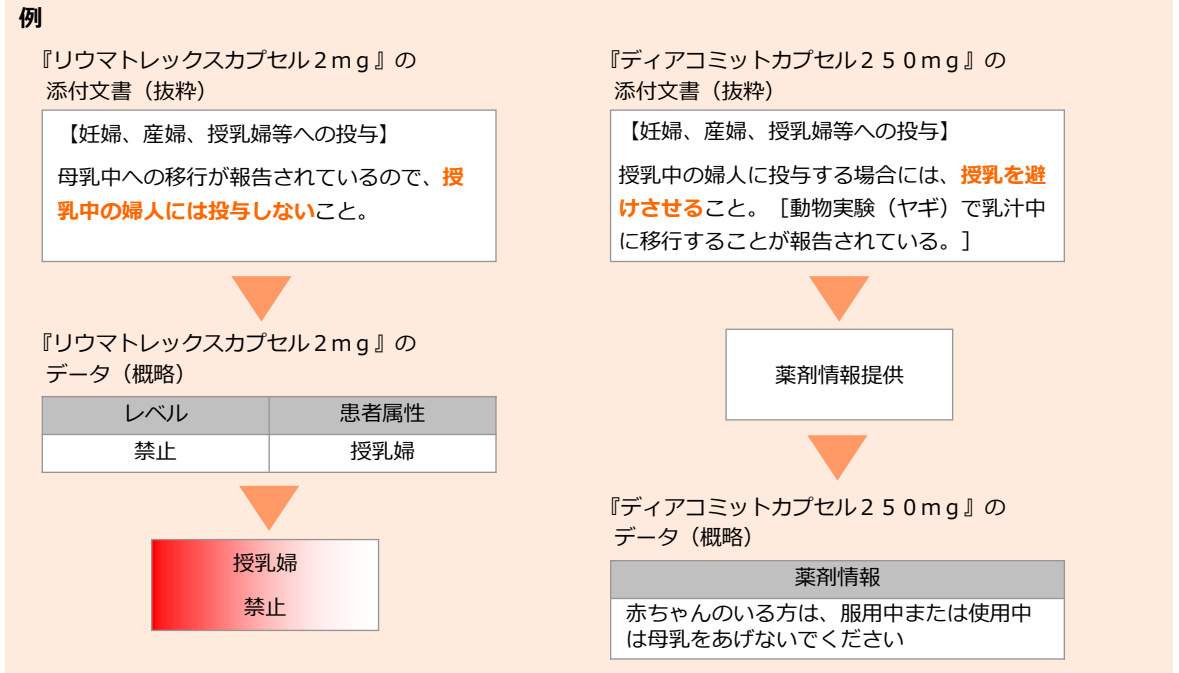 例
『リウマトレックスカプセル２ｍｇ』の
添付文書（抜粋）
【妊婦、産婦、授乳婦等への投与】
母乳中への移行が報告されているので、授
乳中の婦人には投与しないこと。
『リウマトレックスカプセル２ｍｇ』の
データ（概略）
レベル 患者属性
禁止 授乳婦
授乳婦
禁止
『ディアコミットカプセル２５０ｍｇ』の
添付文書（抜粋）
【妊婦、産婦、授乳婦等への投与】
授乳中の婦人に投与する場合には、授乳を避
けさせること。［動物実験（ヤギ）で乳汁中
に移行することが報告されている。］
薬剤情報提供
『ディアコミットカプセル２５０ｍｇ』の
データ（概略）
薬剤情報
赤ちゃんのいる方は、服用中または使用中
は母乳をあげないでください